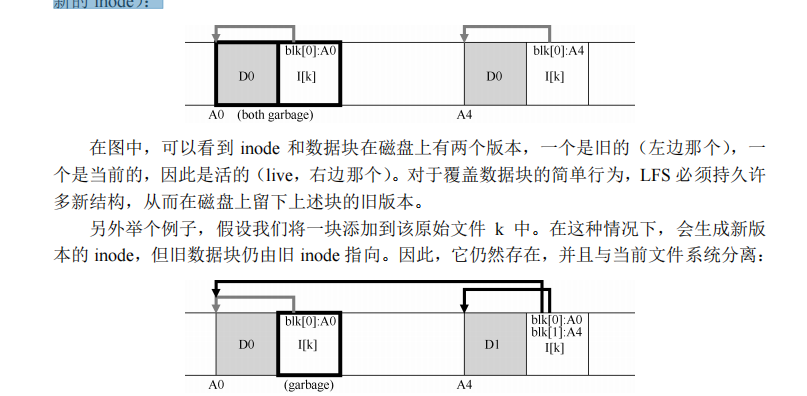 新的 inode）：
blk[0]:A0 blk[0]:A4
D0 I[k] D0 I[k]
A0 (both garbage) A4
在图中，可以看到 inode 和数据块在磁盘上有两个版本，一个是旧的（左边那个），一
个是当前的，因此是活的（live，右边那个）。对于覆盖数据块的简单行为，LFS 必须持久许
多新结构，从而在磁盘上留下上述块的旧版本。
另外举个例子，假设我们将一块添加到该原始文件 k 中。在这种情况下，会生成新版
本的 inode，但旧数据块仍由旧 inode 指向。因此，它仍然存在，并且与当前文件系统分离：
blk[0]:A0 blk[0]:A0
blk[1]:A4
D0 I[k] D1 I[k]
A0 (garbage) A4